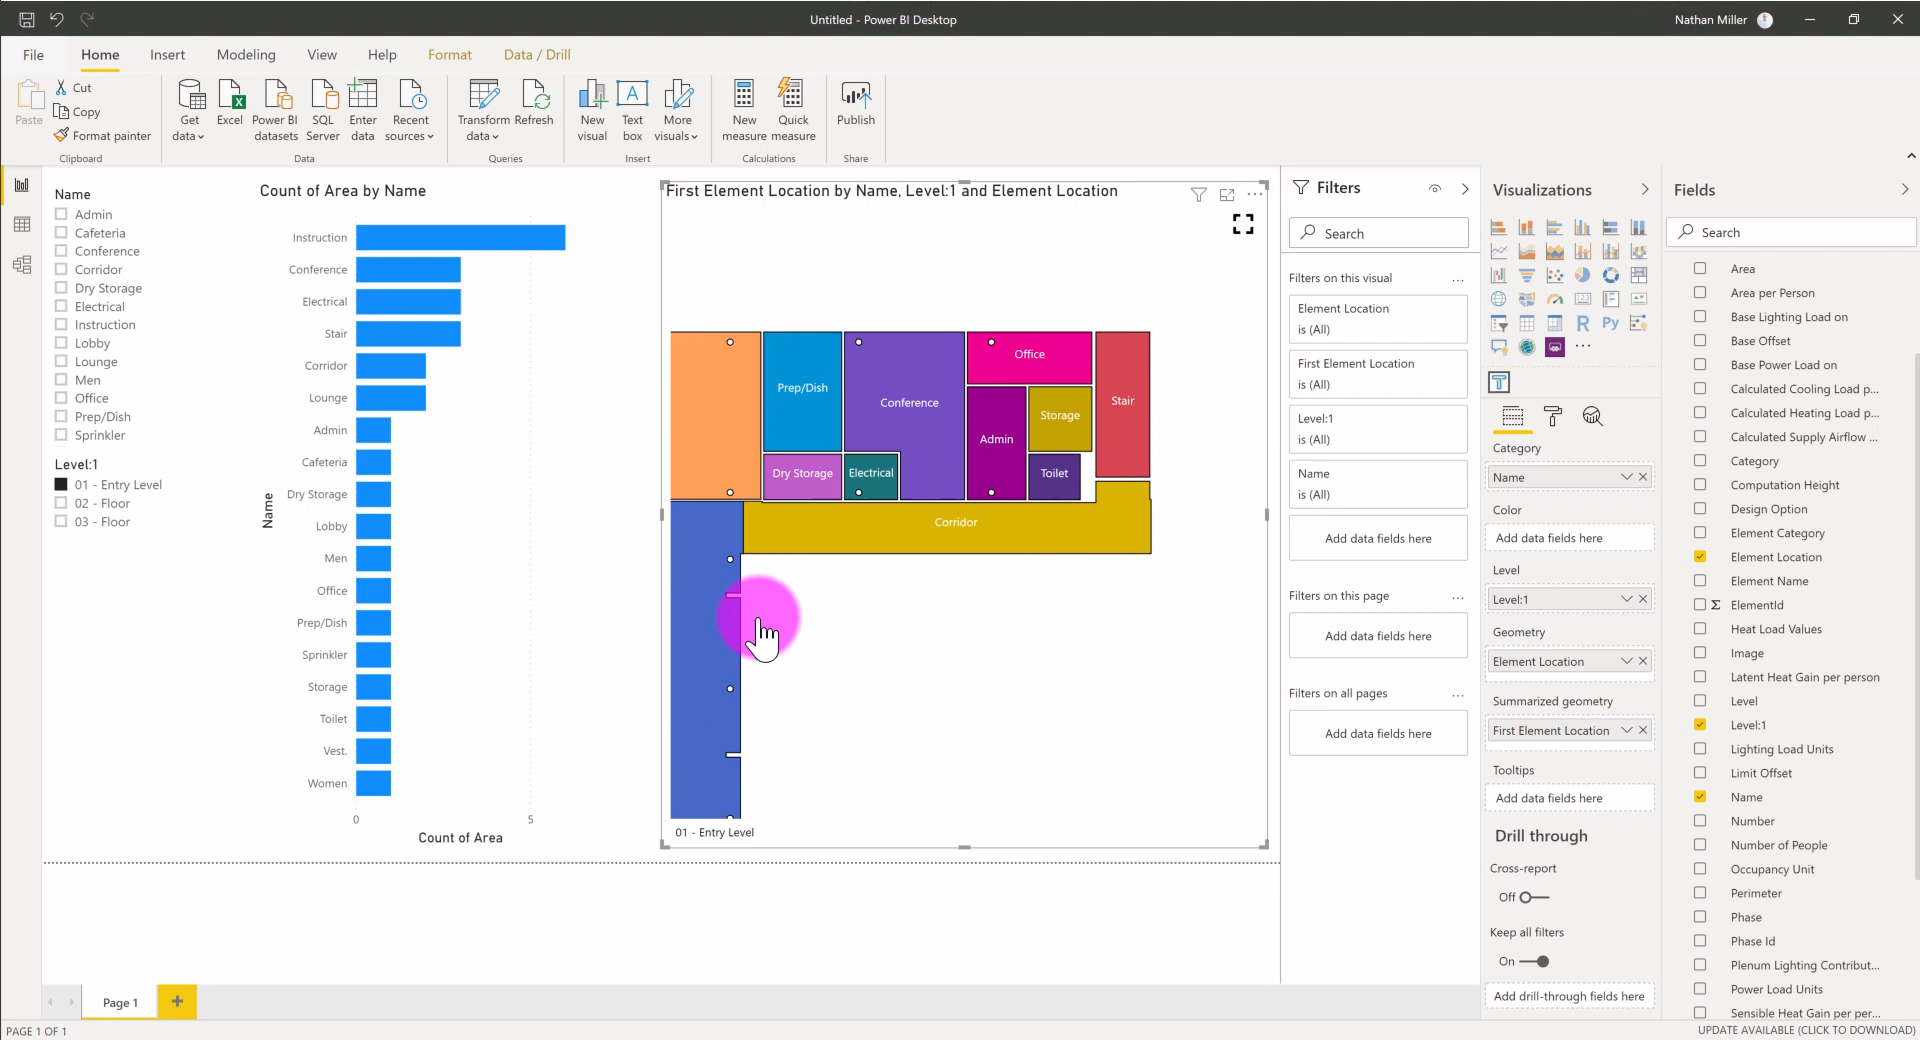 Untitled - Power BI Desktop
Nathan Miller
File
Home
Insert
Modeling
View
Help
Format
Data / Drill
Paste
Cut
Copy
Format painter
Clipboard
Get data
Excel
Power BI datasets
SQL Server
Enter data
Recent sources
Data
Transform data
Refresh
Queries
New visual
Text box
More visuals
Insert
New measure
Quick measure
Calculations
Publish
Share
Name
Admin
Cafeteria
Conference
Corridor
Dry Storage
Electrical
Instruction
Lobby
Lounge
Men
Office
Prep/Dish
Sprinkler
Level:1
01 - Entry Level
02 - Floor
03 - Floor
Count of Area by Name
Name
Instruction
Conference
Electrical
Stair
Corridor
Lounge
Admin
Cafeteria
Dry Storage
Lobby
Men
Office
Prep/Dish
Sprinkler
Storage
Toilet
Vest.
Women
0
5
Count of Area
First Element Location by Name, Level:1 and Element Location
Prep/Dish
Conference
Office
Stair
Storage
Admin
Dry Storage
Electrical
Toilet
Corridor
01 - Entry Level
Filters
Search
Filters on this visual
Element Location
is (All)
First Element Location
is (All)
Level:1
is (All)
Name
is (All)
Add data fields here
Filters on this page
Add data fields here
Filters on all pages
Add data fields here
Visualizations
R
Py
Category
Name
Color
Add data fields here
Level
Level:1
Geometry
Element Location
Summarized geometry
First Element Location
Tooltips
Add data fields here
Drill through
Cross-report
Off
Keep all filters
On
Add drill-through fields here
Fields
Search
Area
Area per Person
Base Lighting Load on
Base Offset
Base Power Load on
Calculated Cooling Load p...
Calculated Heating Load p...
Calculated Supply Airflow ...
Category
Computation Height
Design Option
Element Category
Element Location
Element Name
Σ ElementId
Heat Load Values
Image
Latent Heat Gain per person
Level
Level:1
Lighting Load Units
Limit Offset
Name
Number
Number of People
Occupancy Unit
Perimeter
Phase
Phase Id
Plenum Lighting Contribut...
Power Load Units
Sensible Heat Gain per per...
Page 1
PAGE 1 OF 1
UPDATE AVAILABLE (CLICK TO DOWNLOAD)